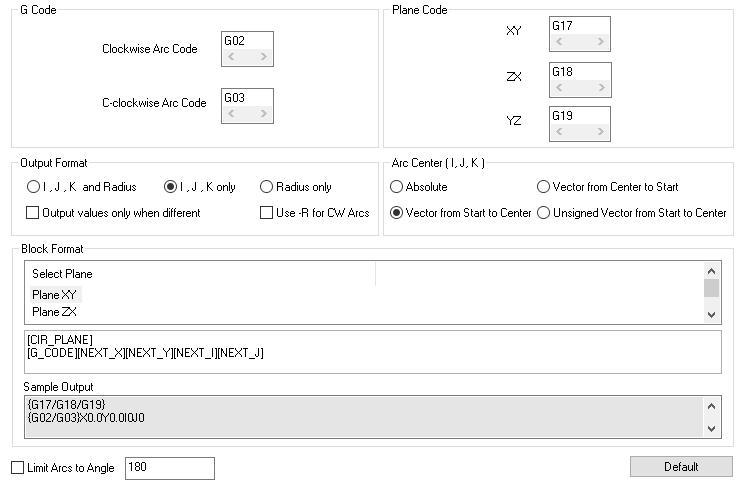 G Code
Clockwise Arc Code
G02
C-clockwise Arc Code
G03
Plane Code
XY
G17
ZX
G18
YZ
G19
Output Format
I , J , K and Radius
I , J , K only
Radius only
Output values only when different
Use -R for CW Arcs
Arc Center ( I, J, K )
Absolute
Vector from Center to Start
Vector from Start to Center
Unsigned Vector from Start to Center
Block Format
Select Plane
Plane XY
Plane ZX
[CIR_PLANE]
[G_CODE][NEXT_X][NEXT_Y][NEXT_I][NEXT_J]
Sample Output
{G17/G18/G19}
{G02/G03}X0.0Y0.0I0J0
Limit Arcs to Angle
180
Default